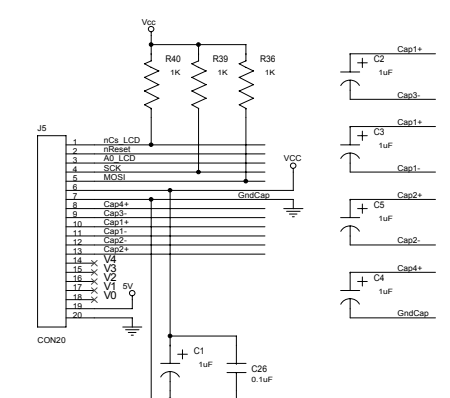 Vcc
R40
1K
R39
1K
R36
1K
Cap1+
C2
1uF
Cap3-
Cap1+
C3
1uF
Cap1-
Cap2+
C5
1uF
Cap2-
Cap4+
C4
1uF
GndCap
J5
1 nCs_LCD
2 nReset
3 A0_LCD
4 SCK
5 MOSI
6
7 GndCap
VCC
8 Cap4+
9 Cap3-
10 Cap1+
11 Cap1-
12 Cap2-
13 Cap2+
14 V4
15 V3
16 V2
17 V1
18 V0
5V
19
20
CON20
C1
1uF
C26
0.1uF